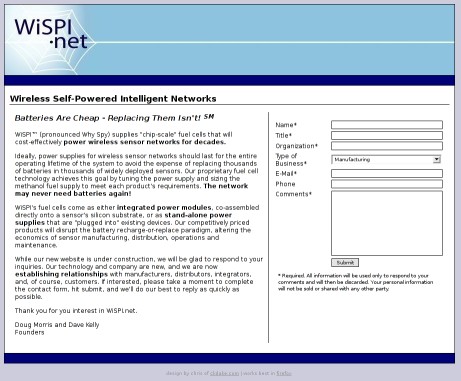 WiSPI
.net
Wireless Self-Powered Intelligent Networks
Batteries Are Cheap - Replacing Them Isn't! SM
WiSPI™ (pronounced Why Spy) supplies "chip-scale" fuel cells that will
cost-effectively power wireless sensor networks for decades.
Ideally, power supplies for wireless sensor networks should last for the entire
operating lifetime of the system to avoid the expense of replacing thousands
of batteries in thousands of widely deployed sensors. Our proprietary fuel cell
technology achieves this goal by tuning the power supply and sizing the
methanol fuel supply to meet each product's requirements. The network
may never need batteries again!
WiSPI's fuel cells come as either integrated power modules, co-assembled
directly onto a sensor's silicon substrate, or as stand-alone power
supplies that are "plugged into" existing devices. Our competitively priced
products will disrupt the battery recharge-or-replace paradigm, altering the
economics of sensor manufacturing, distribution, operations and
maintenance.
While our new website is under construction, we will be glad to respond to your
inquiries. Our technology and company are new, and we are now
establishing relationships with manufacturers, distributors, integrators,
and, of course, customers. If interested, please take a moment to complete
the contact form, hit submit, and we'll do our best to reply as quickly as
possible.
Thank you for you interest in WiSPI.net.
Doug Morris and Dave Kelly
Founders
Name*
Title*
Organization*
Type of
Business*
Manufacturing
E-Mail*
Phone
Comments*
Submit
* Required. All information will be used only to respond to your
comments and will then be discarded. Your personal information
will not be sold or shared with any other party.
design by chris of